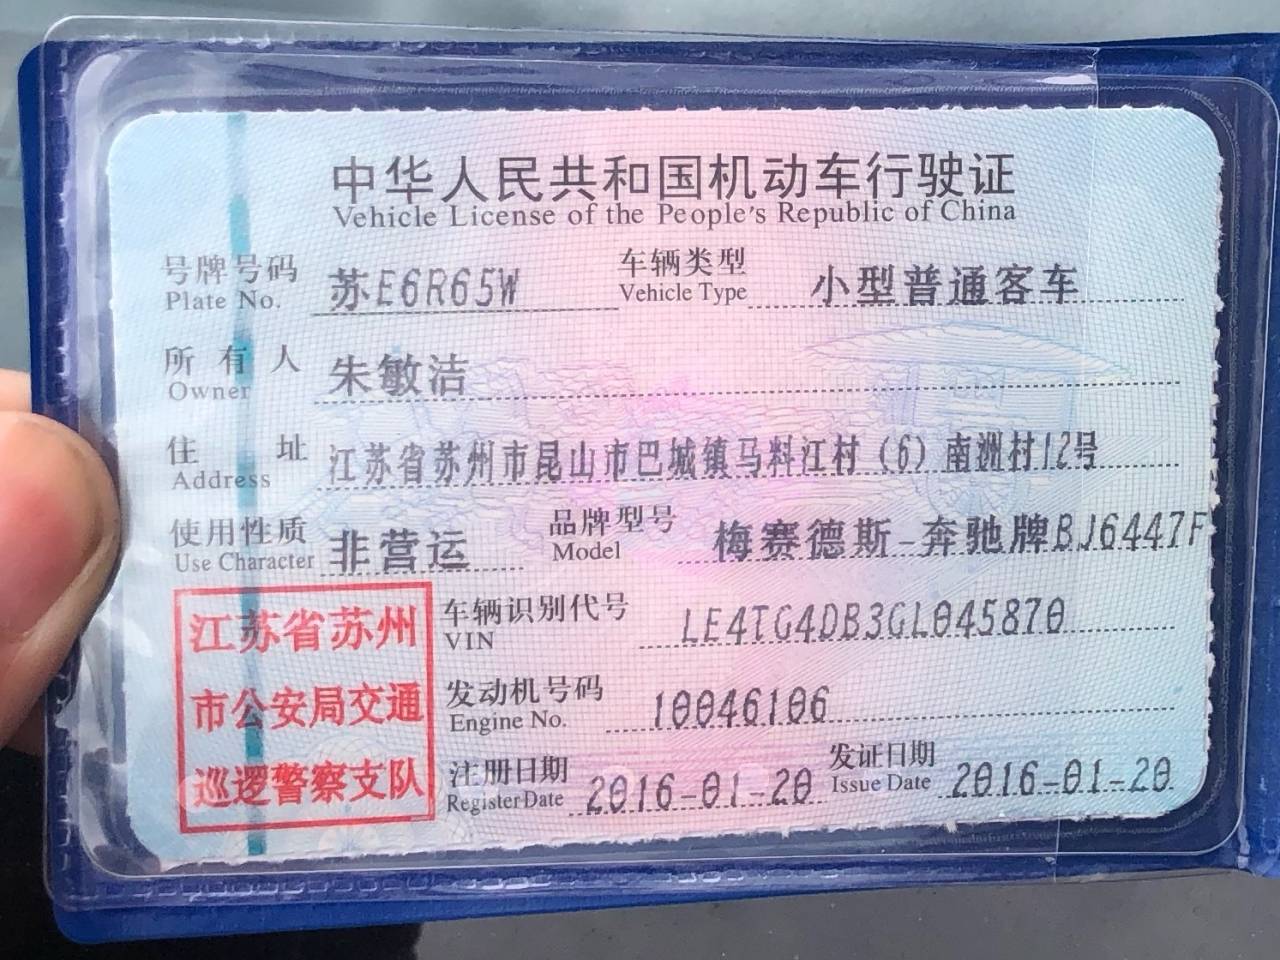 中华人民共和国机动车行驶证
Vehicle License of the People's Republic of China
号牌号码 苏E6R65W 车辆类型 小型普通客车
Plate No. Vehicle Type
所有人 朱敏洁
Owner
住址 江苏省苏州市昆山市巴城镇马料江村（6）南洲村12号
Address
使用性质 非营运 品牌型号 梅赛德斯-奔驰牌BJ6447F
Use Character Model
江苏省苏州
市公安局交通
巡逻警察支队
车辆识别代号 LE4TG4DB3GL045870
VIN
发动机号码 10046106
Engine No.
注册日期 2016-01-20 发证日期 2016-01-20
Register Date Issue Date